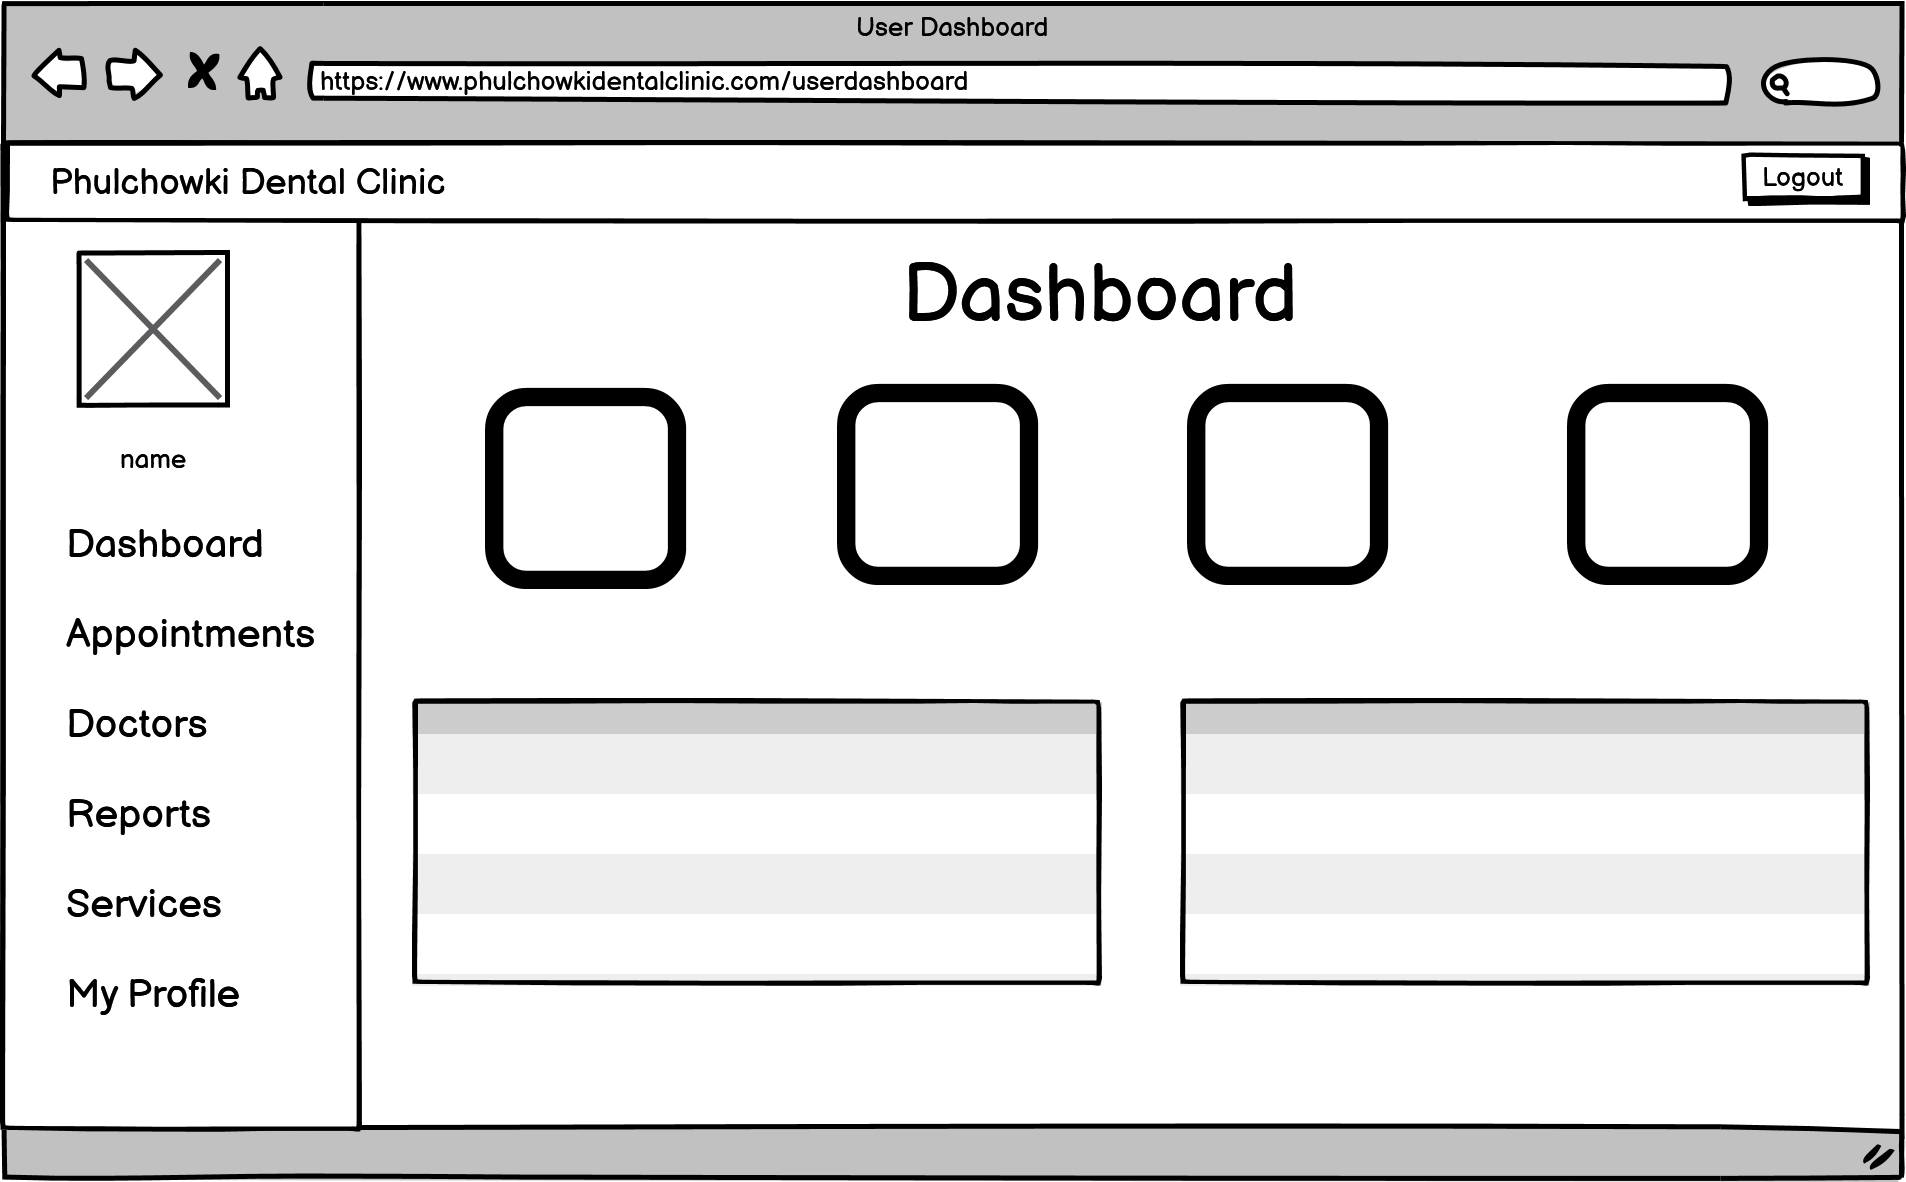 User Dashboard
https://www.phulchowkidentalclinic.com/userdashboard
Phulchowki Dental Clinic
Logout
Dashboard
name
Dashboard
Appointments
Doctors
Reports
Services
My Profile